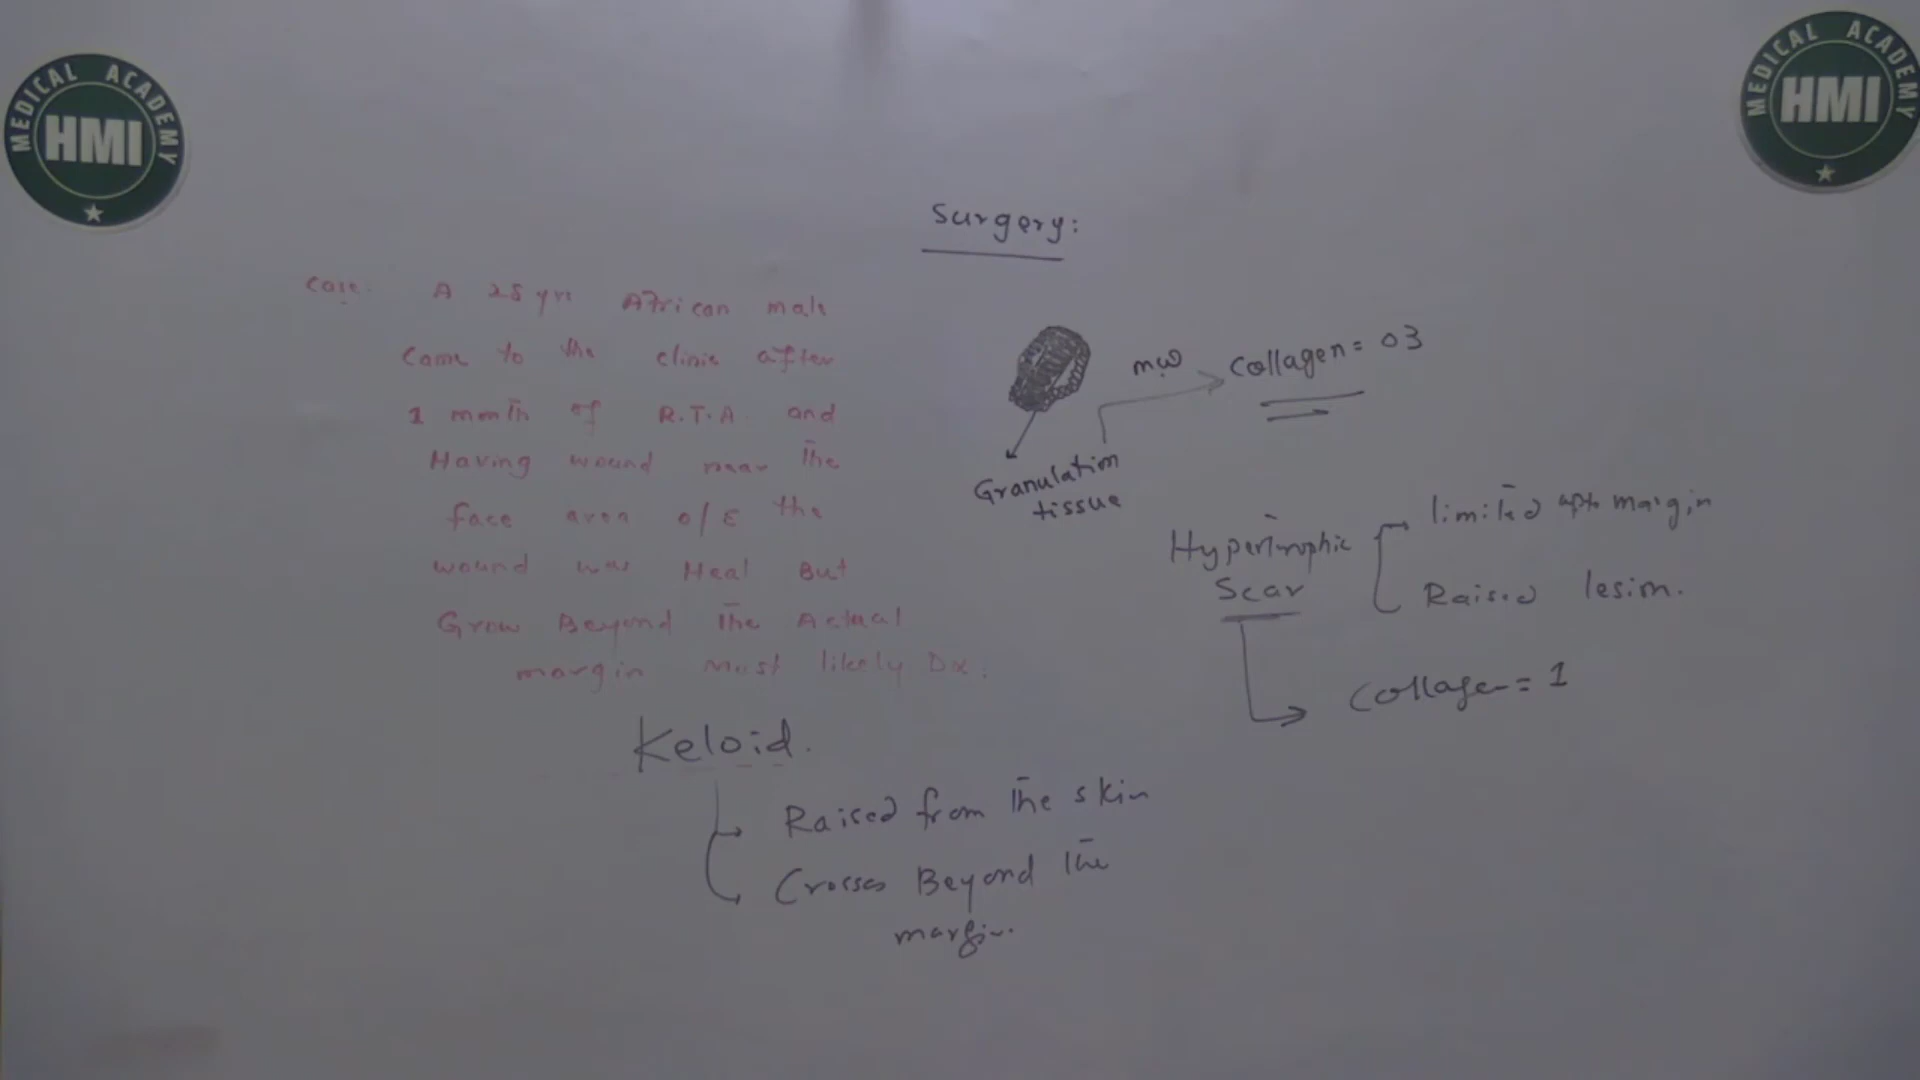 MEDICAL ACADEMY
HMI
MEDICAL ACADEMY
HMI
Surgery:
Case: A 28 yrs African male
Came to the clinic after
1 month of R.T.A and
Having wound near the
face area o/E the
wound was Heal But
Grow Beyond The Actual
margin Most likely Dx.
Keloid.
Raised from The skin
Crosses Beyond The
margin.
Granulation
tissue
Collagen = 03
Hypertrophic
Scar
limited upto margin
Raised lesion.
Collagen = 1